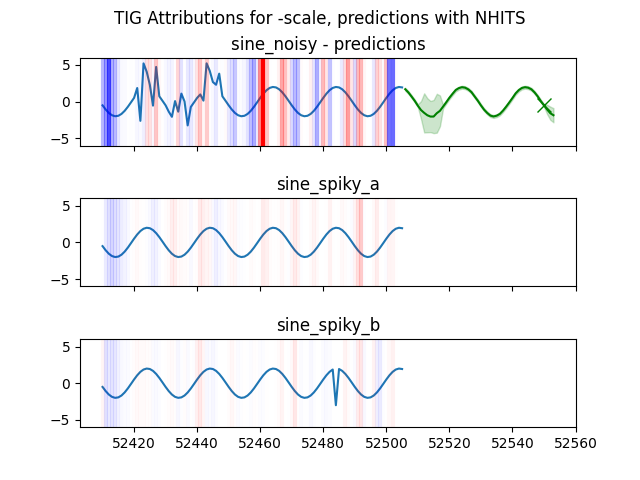 TIG Attributions for -scale, predictions with NHITS
sine_noisy - predictions
5
0
−5
sine_spiky_a
5
0
−5
sine_spiky_b
5
0
−5
52420 52440 52460 52480 52500 52520 52540 52560